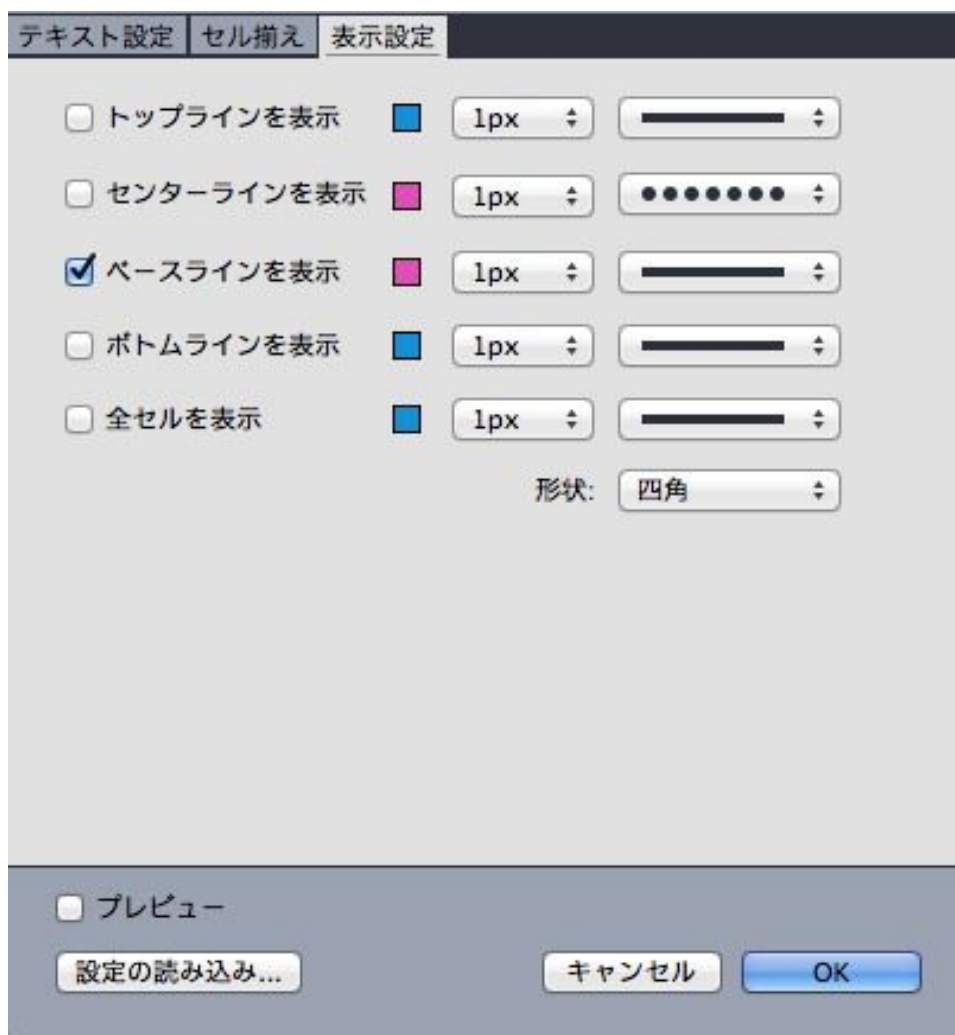 テキスト設定 セル揃え 表示設定
トップラインを表示 1px
センターラインを表示 1px
ベースラインを表示 1px
ボトムラインを表示 1px
全セルを表示 1px
形状: 四角
プレビュー
設定の読み込み... キャンセル OK